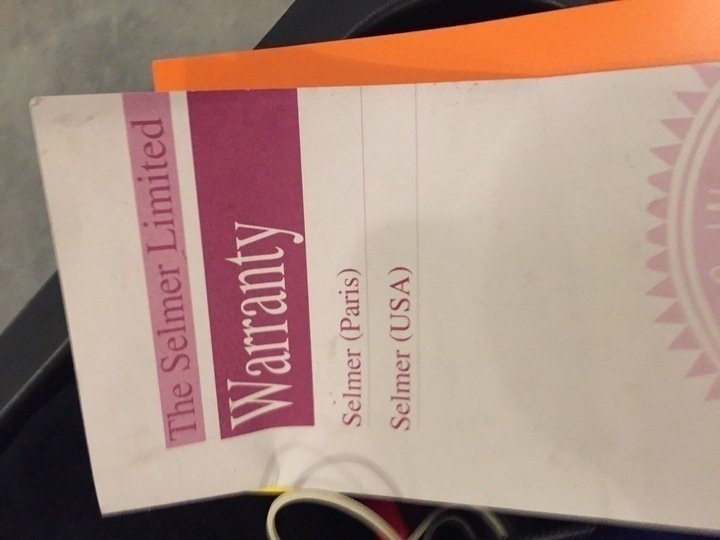 The Selmer Limited
Warranty
Selmer (Paris)
Selmer (USA)